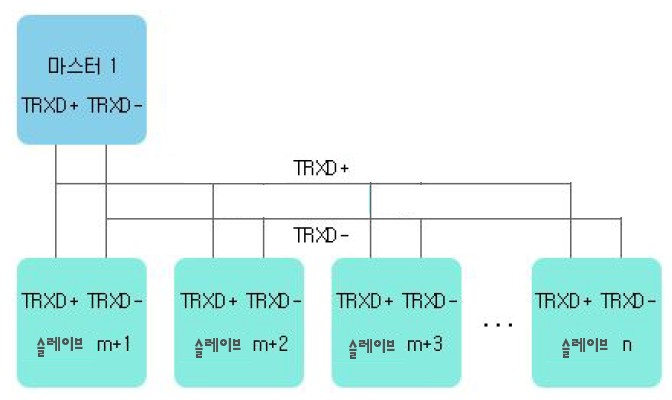 마스터 1
TRXD+ TRXD-
TRXD+
TRXD-
TRXD+ TRXD-
슬레이브 m+1
TRXD+ TRXD-
슬레이브 m+2
TRXD+ TRXD-
슬레이브 m+3
...
TRXD+ TRXD-
슬레이브 n